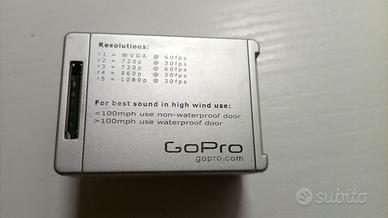 Resolutions:
r1 = WVGA @ 60fps
r2 = 720p @ 30fps
r3 = 720p @ 60fps
r4 = 960p @ 30fps
r5 = 1080p @ 30fps
For best sound in high wind use:
<100mph use non-waterproof door
>100mph use waterproof door
GoPro
gopro.com
subito